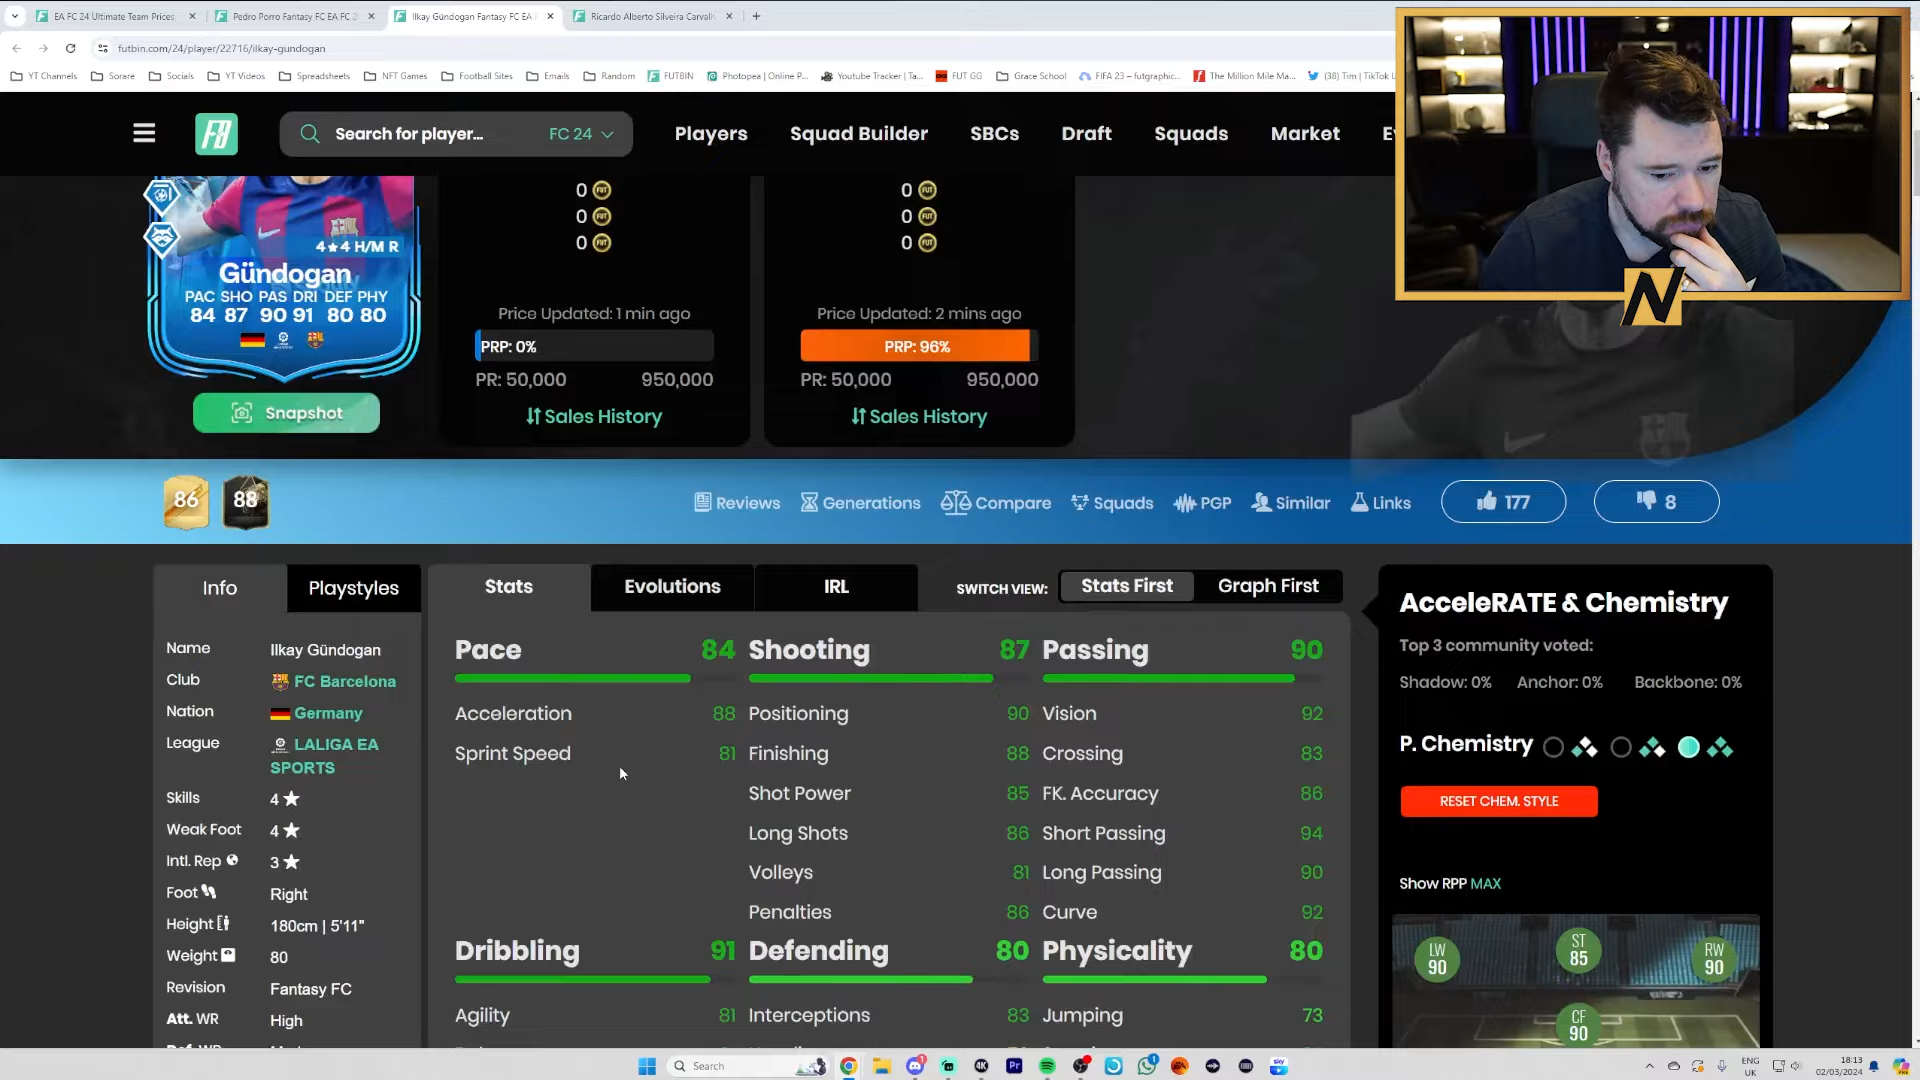 EA FC 24 Ultimate Team Prices
Pedro Porro Fantasy FC EA FC 2
Ilkay Gündogan Fantasy FC EA F
Ricardo Alberto Silveira Carvalh
futbin.com/24/player/22716/ilkay-gundogan
YT Channels
Sorare
Socials
YT Videos
Spreadsheets
NFT Games
Football Sites
Emails
Random
FUTBIN
Photopea | Online P...
Youtube Tracker | Ta...
FUT GG
Grace School
FIFA 23 – futgraphic...
The Million Mile Ma...
(38) Tim | TikTok
Search for player...
FC 24
Players
Squad Builder
SBCs
Draft
Squads
Market
4★4 H/M R
Gündogan
PAC SHO PAS DRI DEF PHY
84 87 90 91 80 80
Snapshot
0
0
0
Price Updated: 1 min ago
PRP: 0%
PR: 50,000 950,000
Sales History
0
0
0
Price Updated: 2 mins ago
PRP: 96%
PR: 50,000 950,000
Sales History
N
86
88
Reviews
Generations
Compare
Squads
PGP
Similar
Links
177
8
Info
Playstyles
Name Ilkay Gündogan
Club FC Barcelona
Nation Germany
League LALIGA EA
SPORTS
Skills 4★
Weak Foot 4★
Intl. Rep 3★
Foot Right
Height 180cm | 5'11"
Weight 80
Revision Fantasy FC
Att. WR High
Stats
Evolutions
IRL
SWITCH VIEW:
Stats First
Graph First
Pace 84
Acceleration 88
Sprint Speed 81
Shooting 87
Positioning 90
Finishing 88
Shot Power 85
Long Shots 86
Volleys 81
Penalties 86
Passing 90
Vision 92
Crossing 83
FK. Accuracy 86
Short Passing 94
Long Passing 90
Curve 92
Dribbling 91
Agility 81
Defending 80
Interceptions 83
Physicality 80
Jumping 73
AcceleRATE & Chemistry
Top 3 community voted:
Shadow: 0% Anchor: 0% Backbone: 0%
P. Chemistry
RESET CHEM. STYLE
Show RPP MAX
LW
90
ST
85
RW
90
CF
90
Search
4K
Pr
sky
ENG
UK
18:13
02/03/2024